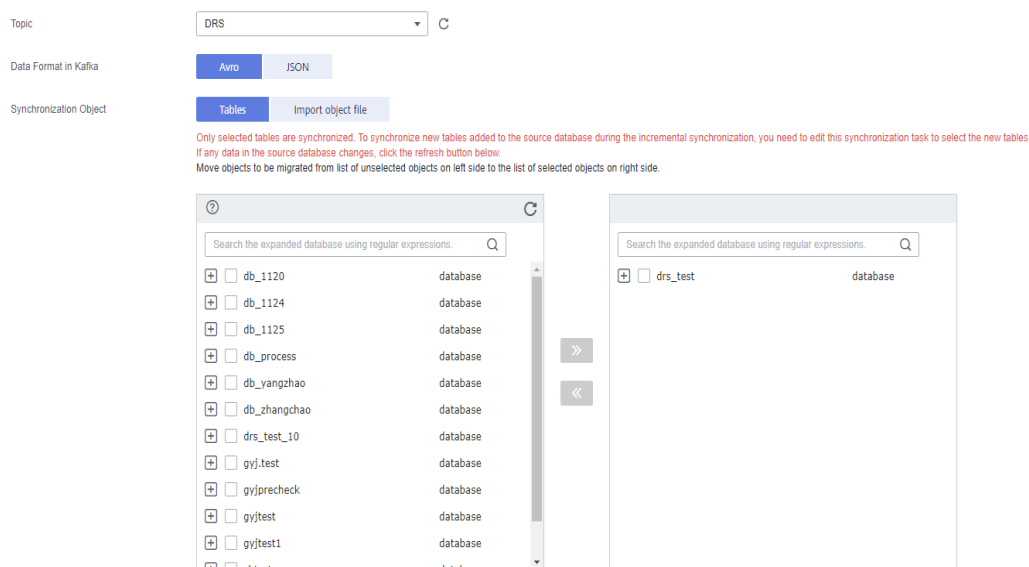 Topic
DRS
Data Format in Kafka
Avro
JSON
Synchronization Object
Tables
Import object file
Only selected tables are synchronized. To synchronize new tables added to the source database during the incremental synchronization, you need to edit this synchronization task to select the new tables
If any data in the source database changes, click the refresh button below.
Move objects to be migrated from list of unselected objects on left side to the list of selected objects on right side.
Search the expanded database using regular expressions.
db_1120 database
db_1124 database
db_1125 database
db_process database
db_yangzhao database
db_zhangchao database
drs_test_10 database
gyj.test database
gyjprecheck database
gyjtest database
gyjtest1 database
Search the expanded database using regular expressions.
drs_test database